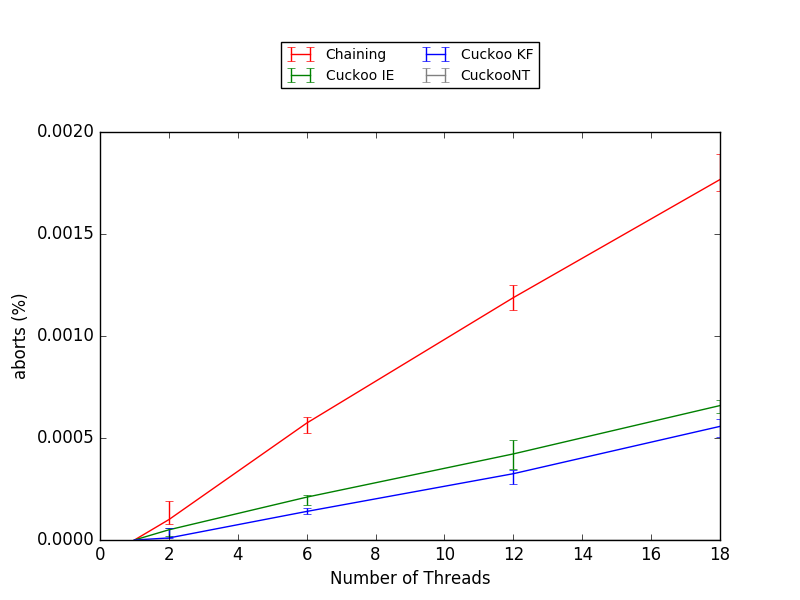 Chaining
Cuckoo IE
Cuckoo KF
CuckooNT
0.0020
0.0015
0.0010
0.0005
0.0000
aborts (%)
0 2 4 6 8 10 12 14 16 18
Number of Threads